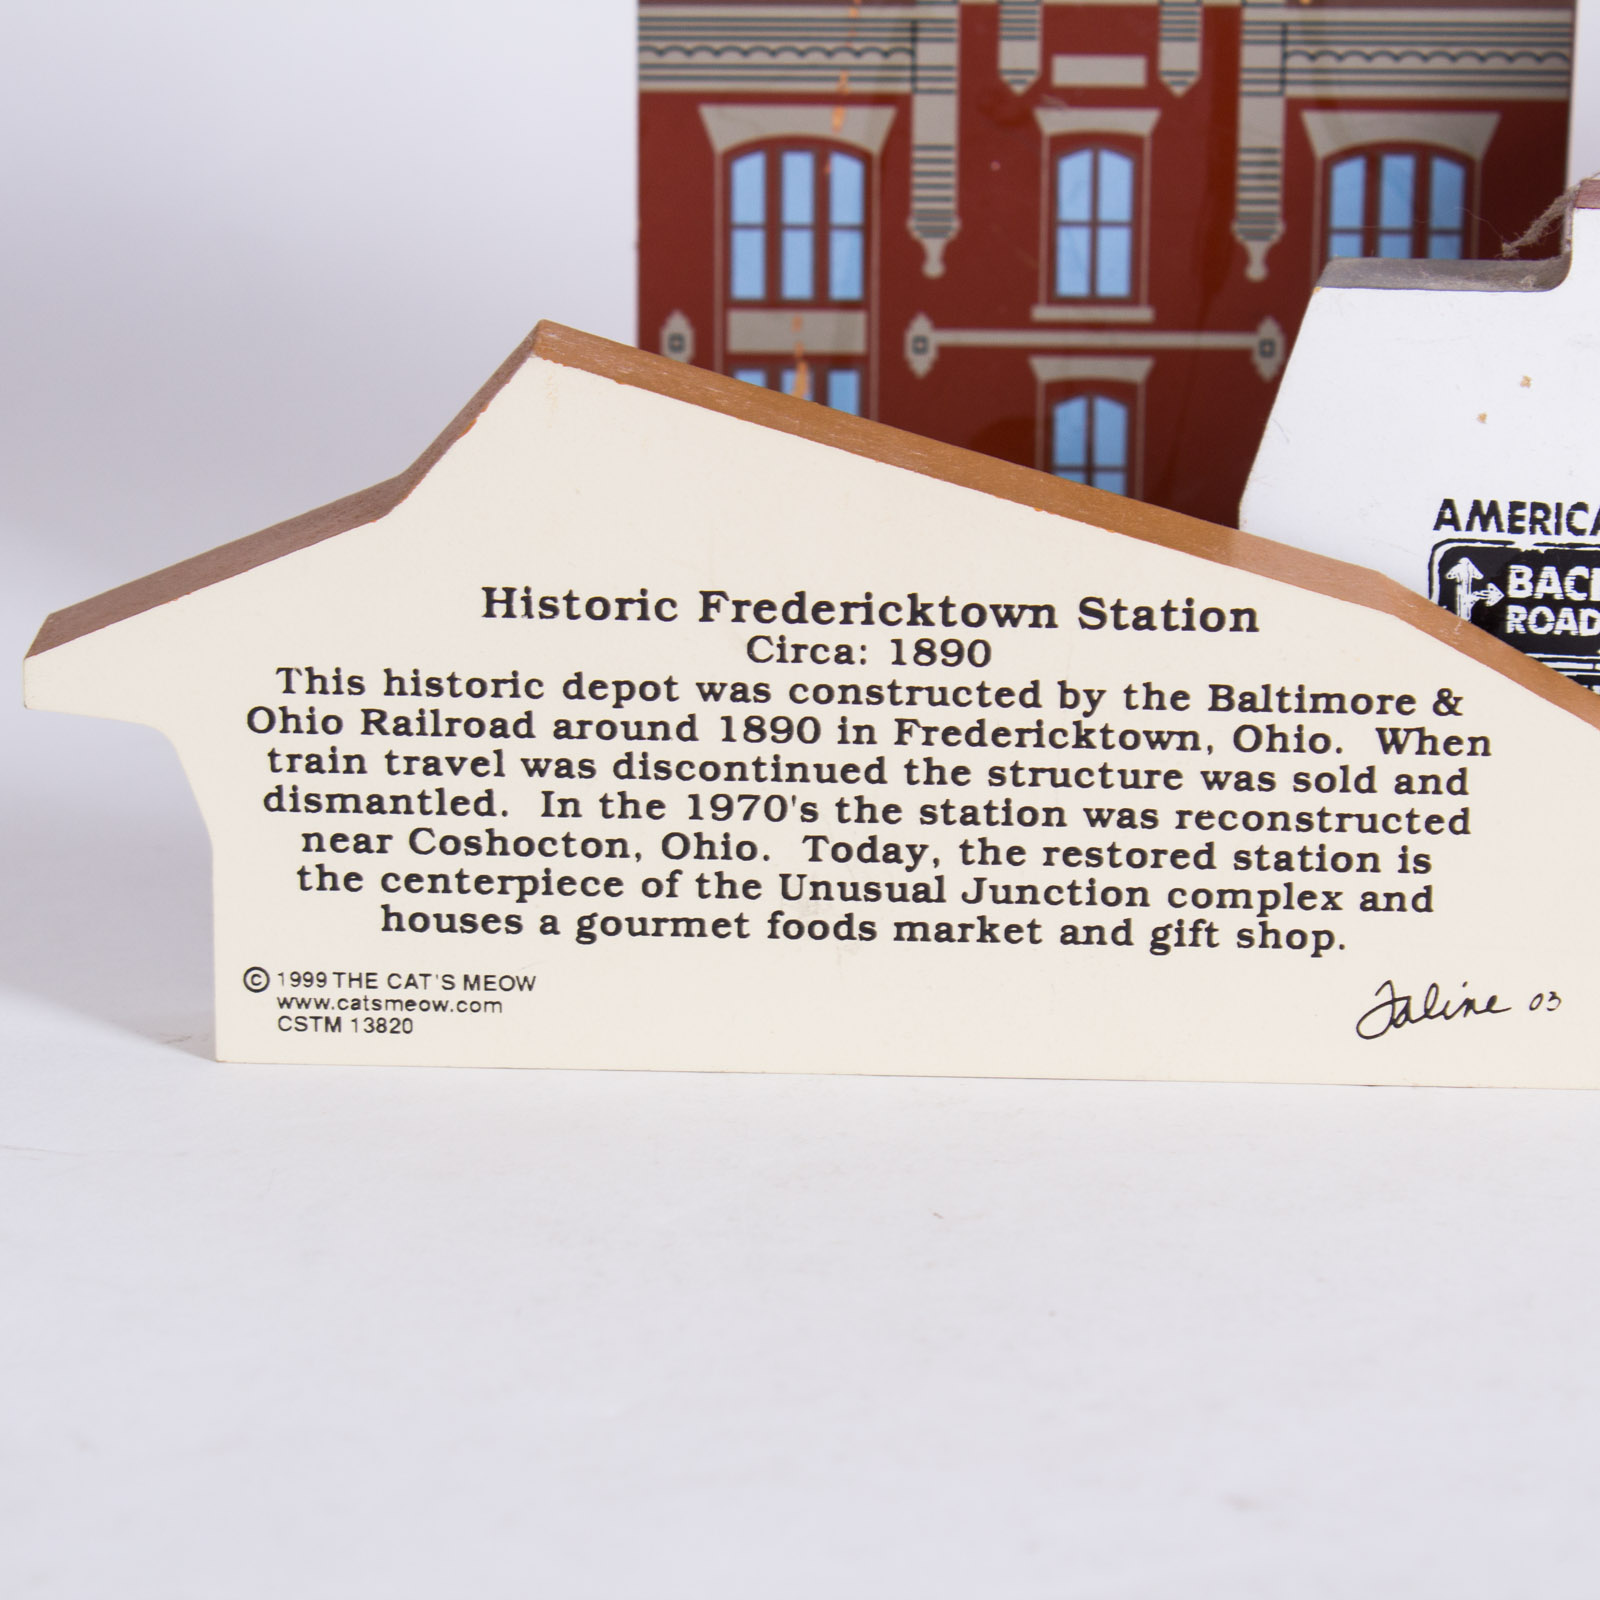 Historic Fredericktown Station
Circa: 1890
This historic depot was constructed by the Baltimore &
Ohio Railroad around 1890 in Fredericktown, Ohio. When
train travel was discontinued the structure was sold and
dismantled. In the 1970's the station was reconstructed
near Coshocton, Ohio. Today, the restored station is
the centerpiece of the Unusual Junction complex and
houses a gourmet foods market and gift shop.
© 1999 THE CAT'S MEOW
www.catsmeow.com
CSTM 13820
Faline 03
AMERICA
BACK
ROAD